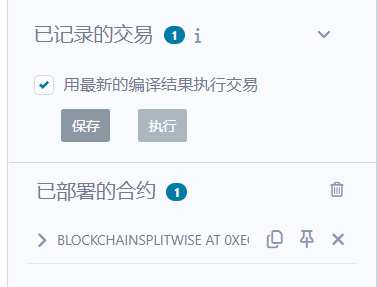 已记录的交易 1 i
用最新的编译结果执行交易
保存 执行
已部署的合约 1
BLOCKCHAINSPLITWISE AT 0XE